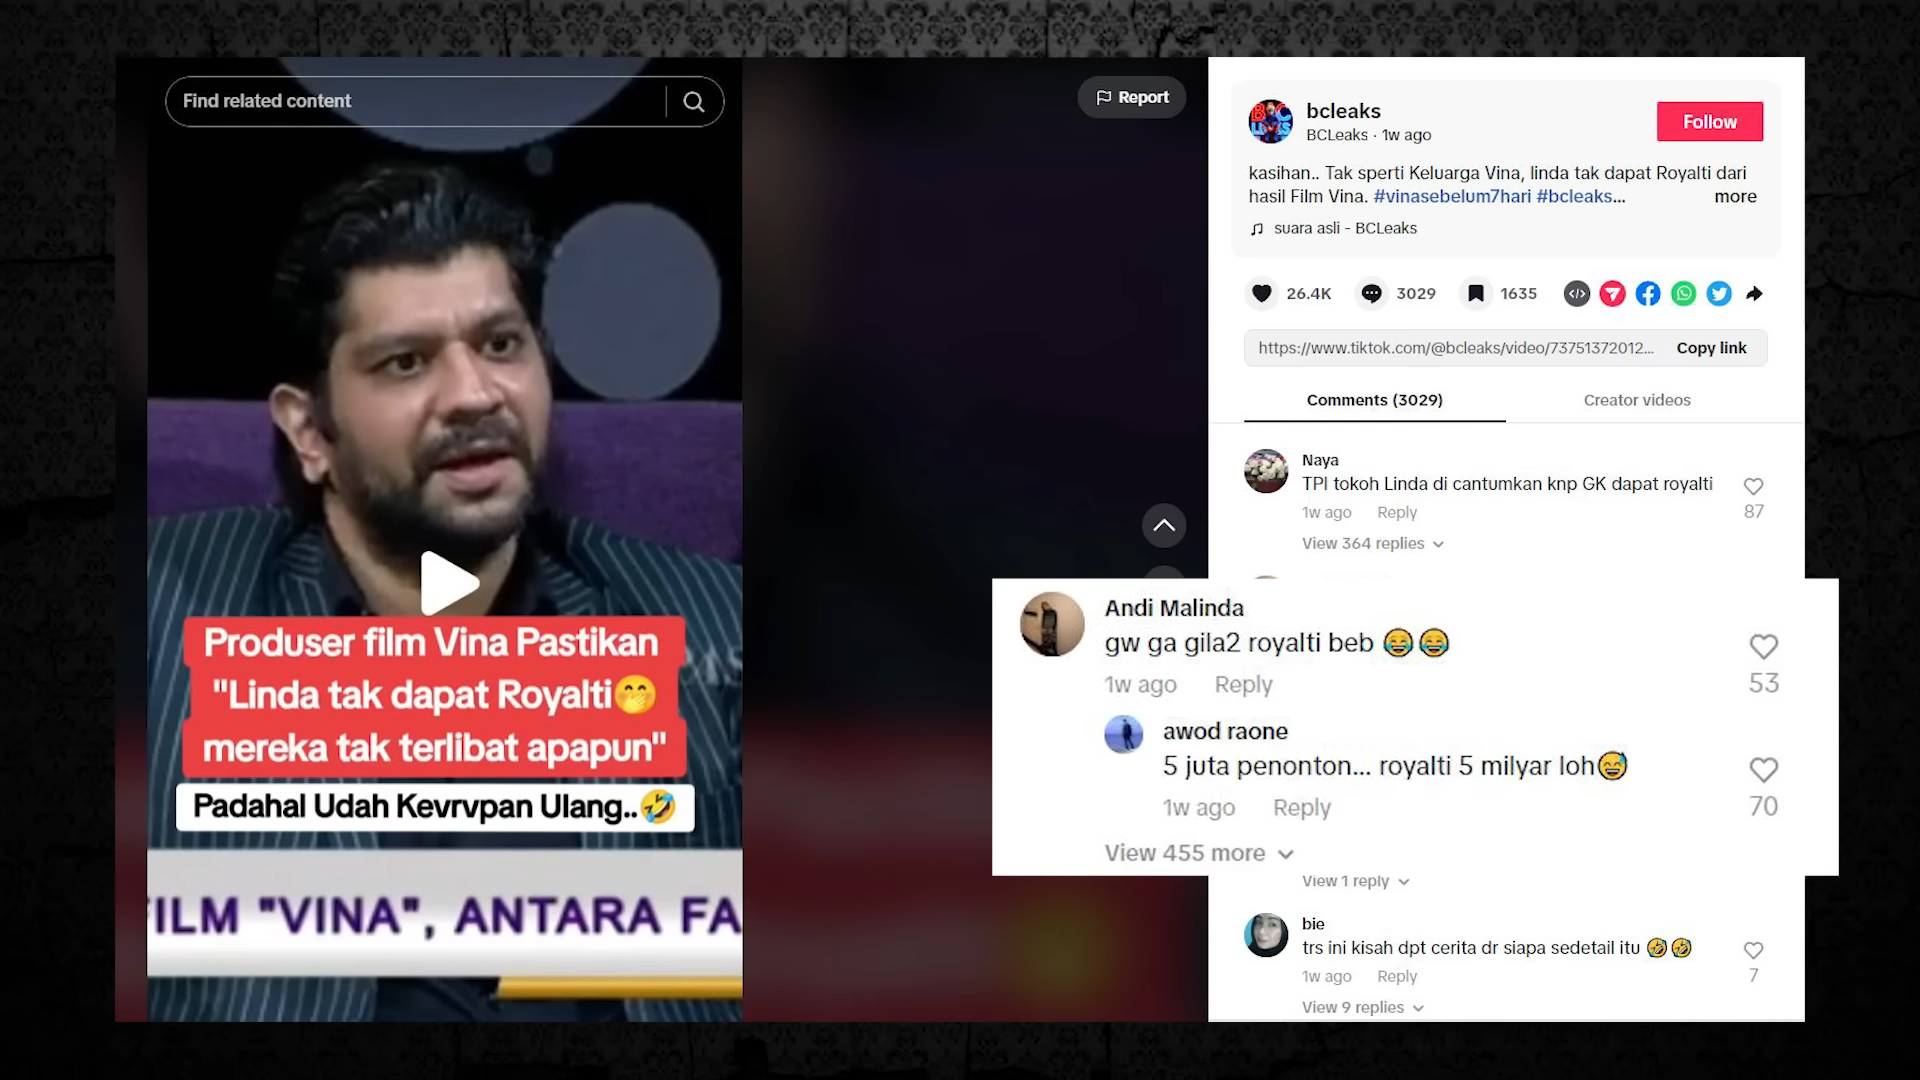 Find related content
Report
Produser film Vina Pastikan
"Linda tak dapat Royalti🤭
mereka tak terlibat apapun"
Padahal Udah Kevrvpan Ulang..🤣
FILM "VINA", ANTARA FA
bcleaks
BCLeaks · 1w ago
Follow
kasihan.. Tak sperti Keluarga Vina, linda tak dapat Royalti dari
hasil Film Vina. #vinasebelum7hari #bcleaks...
more
suara asli - BCLeaks
26.4K
3029
1635
https://www.tiktok.com/@bcleaks/video/73751372012...
Copy link
Comments (3029)
Creator videos
Naya
TPI tokoh Linda di cantumkan knp GK dapat royalti
1w ago Reply
87
View 364 replies
Andi Malinda
gw ga gila2 royalti beb 😂😂
1w ago Reply
53
awod raone
5 juta penonton... royalti 5 milyar loh😅
1w ago Reply
70
View 455 more
View 1 reply
bie
trs ini kisah dpt cerita dr siapa sedetail itu 🤣🤣
1w ago Reply
7
View 9 replies